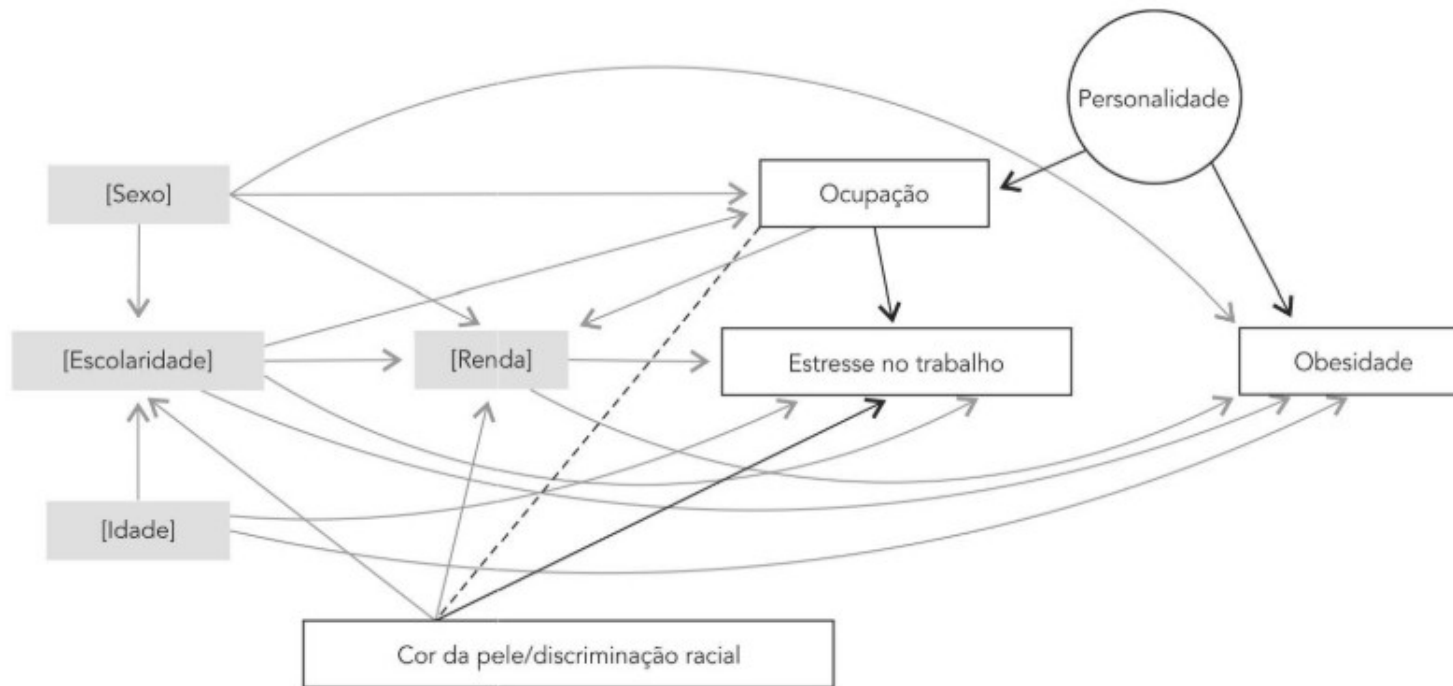 Personalidade
[Sexo]
Ocupação
[Escolaridade]
[Renda]
Estresse no trabalho
Obesidade
[Idade]
Cor da pele/discriminação racial